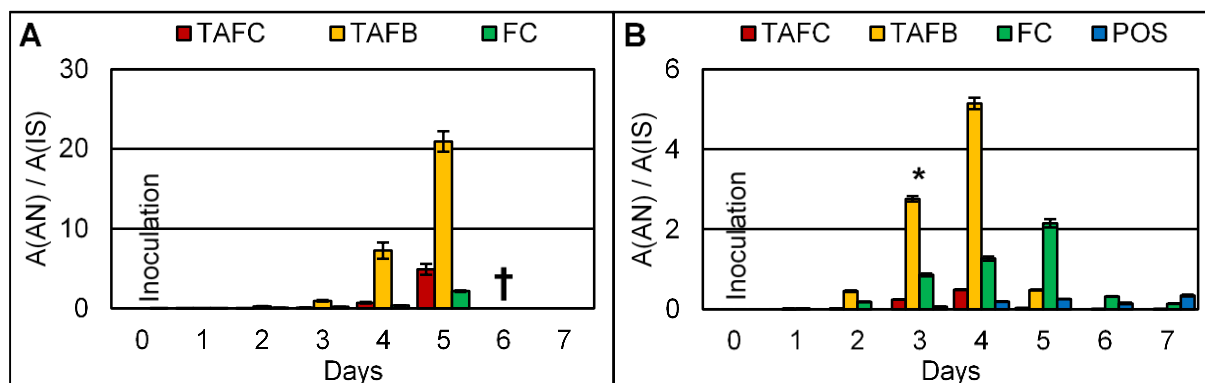 A TAFC TAFB FC
30
20
10
0
A(AN) / A(IS)
Inoculation
†
0 1 2 3 4 5 6 7
Days
B TAFC TAFB FC POS
6
4
2
0
A(AN) / A(IS)
Inoculation
*
0 1 2 3 4 5 6 7
Days